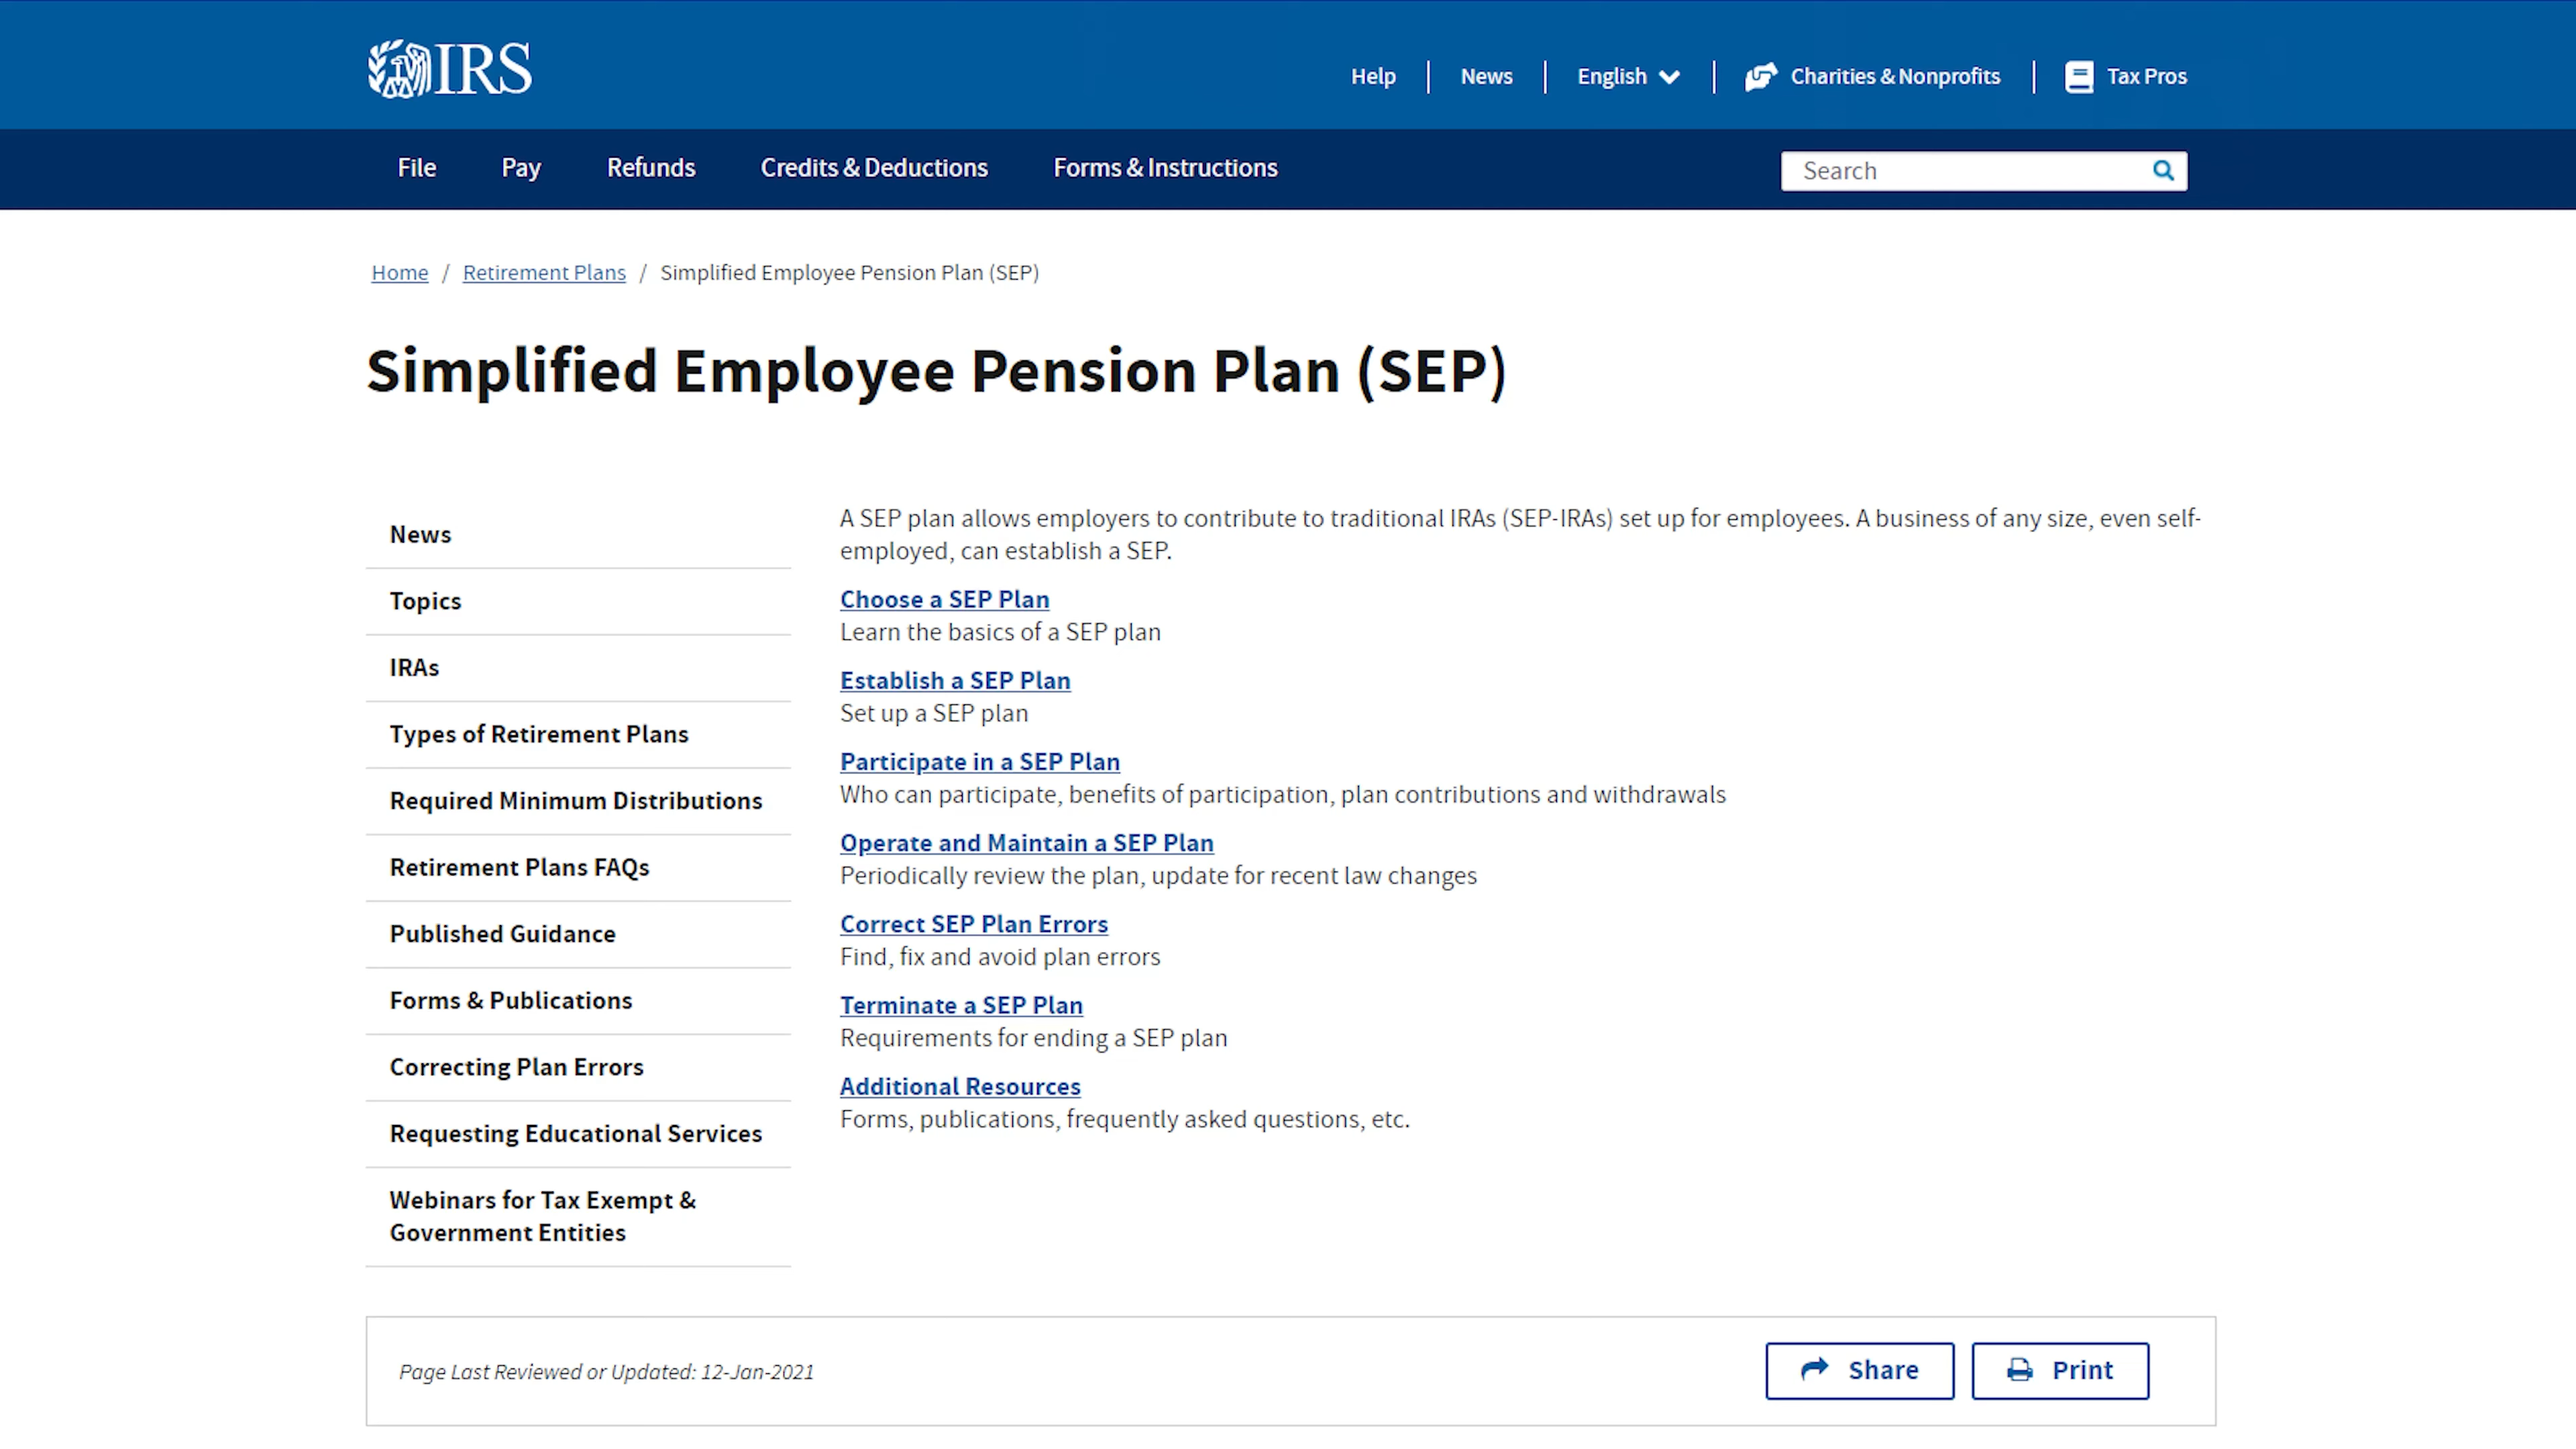 IRS
Help
News
English
Charities & Nonprofits
Tax Pros
File
Pay
Refunds
Credits & Deductions
Forms & Instructions
Search
Home / Retirement Plans / Simplified Employee Pension Plan (SEP)
Simplified Employee Pension Plan (SEP)
News
Topics
IRAs
Types of Retirement Plans
Required Minimum Distributions
Retirement Plans FAQs
Published Guidance
Forms & Publications
Correcting Plan Errors
Requesting Educational Services
Webinars for Tax Exempt &
Government Entities
A SEP plan allows employers to contribute to traditional IRAs (SEP-IRAs) set up for employees. A business of any size, even self-
employed, can establish a SEP.
Choose a SEP Plan
Learn the basics of a SEP plan
Establish a SEP Plan
Set up a SEP plan
Participate in a SEP Plan
Who can participate, benefits of participation, plan contributions and withdrawals
Operate and Maintain a SEP Plan
Periodically review the plan, update for recent law changes
Correct SEP Plan Errors
Find, fix and avoid plan errors
Terminate a SEP Plan
Requirements for ending a SEP plan
Additional Resources
Forms, publications, frequently asked questions, etc.
Page Last Reviewed or Updated: 12-Jan-2021
Share
Print